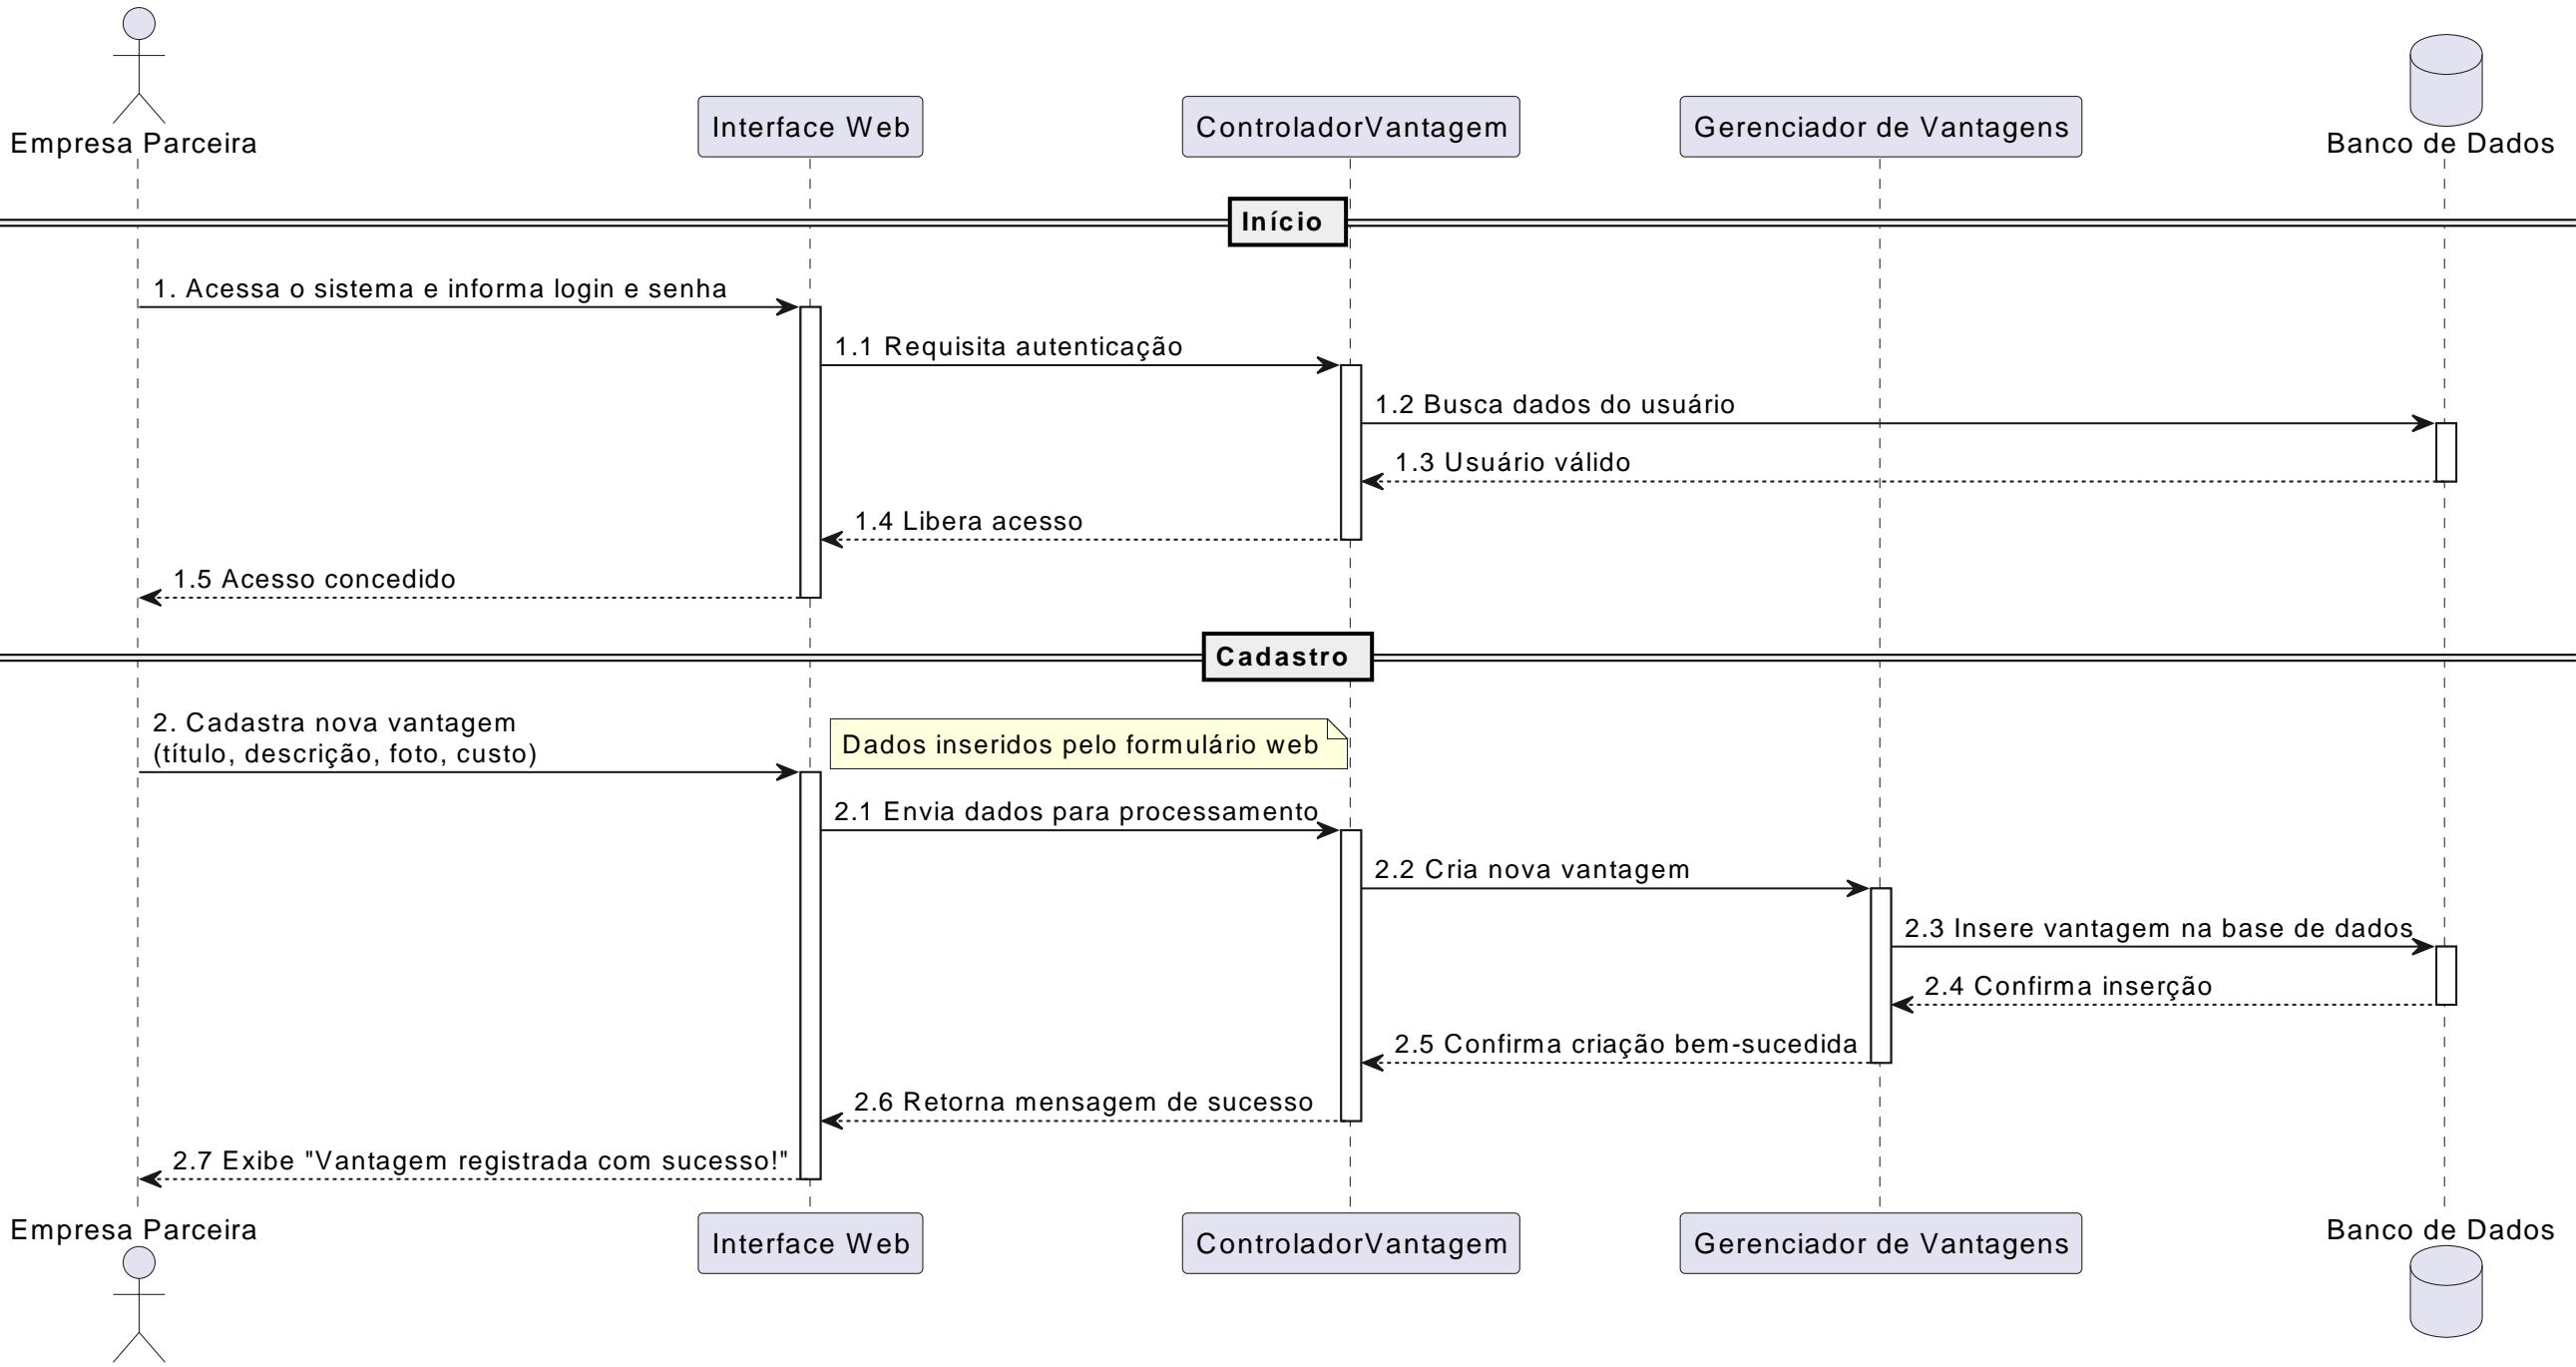 Empresa Parceira
Interface Web
ControladorVantagem
Gerenciador de Vantagens
Banco de Dados
Início
1. Acessa o sistema e informa login e senha
1.1 Requisita autenticação
1.2 Busca dados do usuário
1.3 Usuário válido
1.4 Libera acesso
1.5 Acesso concedido
Cadastro
2. Cadastra nova vantagem
(título, descrição, foto, custo)
Dados inseridos pelo formulário web
2.1 Envia dados para processamento
2.2 Cria nova vantagem
2.3 Insere vantagem na base de dados
2.4 Confirma inserção
2.5 Confirma criação bem-sucedida
2.6 Retorna mensagem de sucesso
2.7 Exibe "Vantagem registrada com sucesso!"
Empresa Parceira
Interface Web
ControladorVantagem
Gerenciador de Vantagens
Banco de Dados